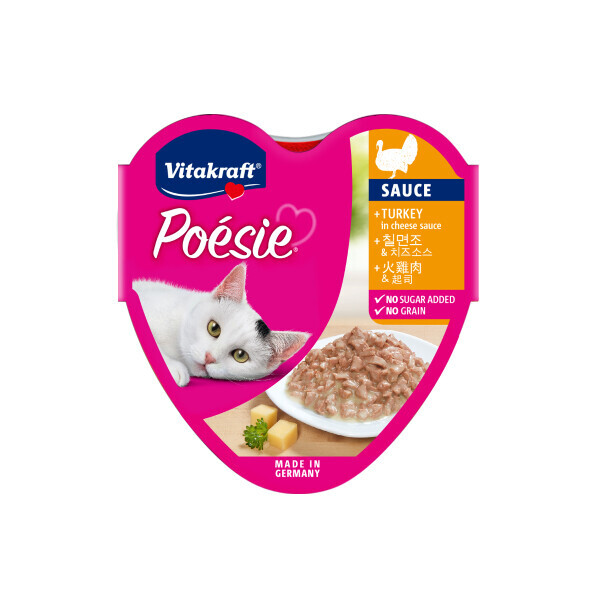 Vitakraft®
Poésie®
SAUCE
+TURKEY
in cheese sauce
+칠면조
& 치즈소스
+火雞肉
& 起司
✓NO SUGAR ADDED
✓NO GRAIN
MADE IN
GERMANY